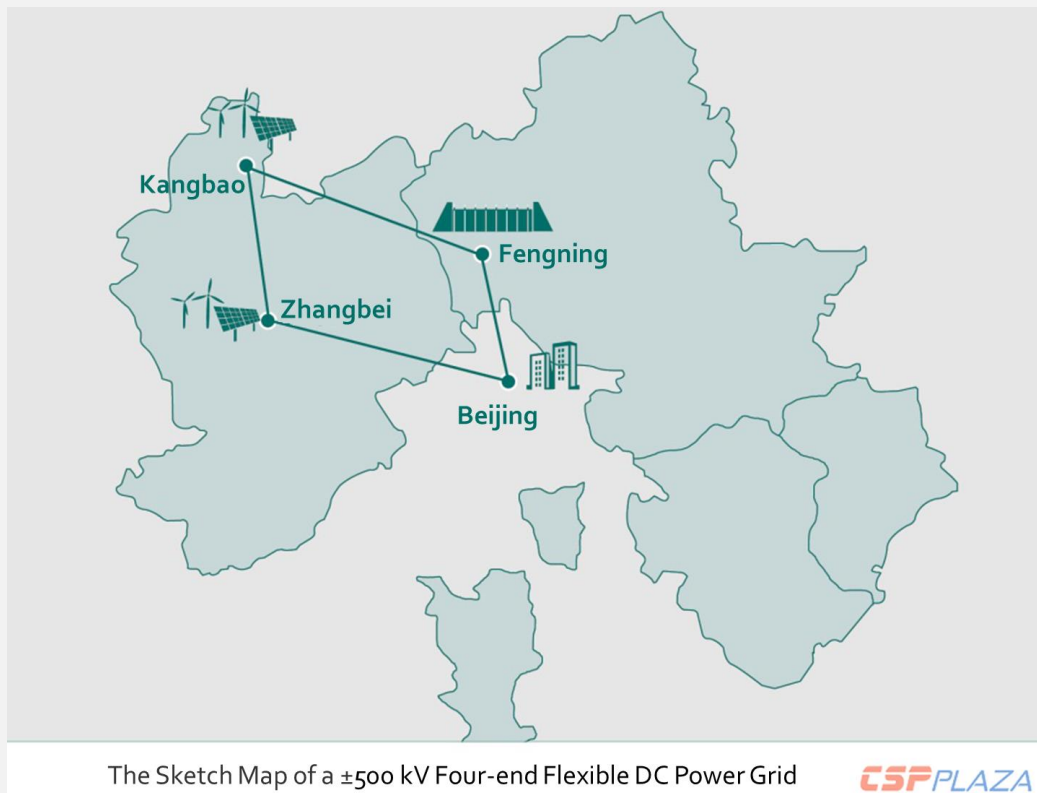 Kangbao
Fengning
Zhangbei
Beijing
The Sketch Map of a ±500 kV Four-end Flexible DC Power Grid
CSPPLAZA